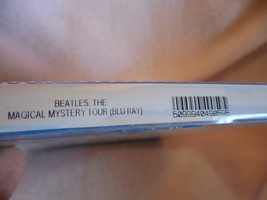 BEATLES, THE
MAGICAL MYSTERY TOUR (BLU-RAY)